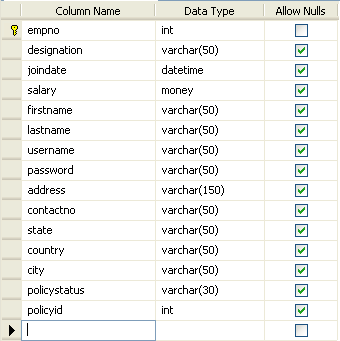 Column Name Data Type Allow Nulls
empno int
designation varchar(50)
joindate datetime
salary money
firstname varchar(50)
lastname varchar(50)
username varchar(50)
password varchar(50)
address varchar(150)
contactno varchar(50)
state varchar(50)
country varchar(50)
city varchar(50)
policystatus varchar(30)
policyid int